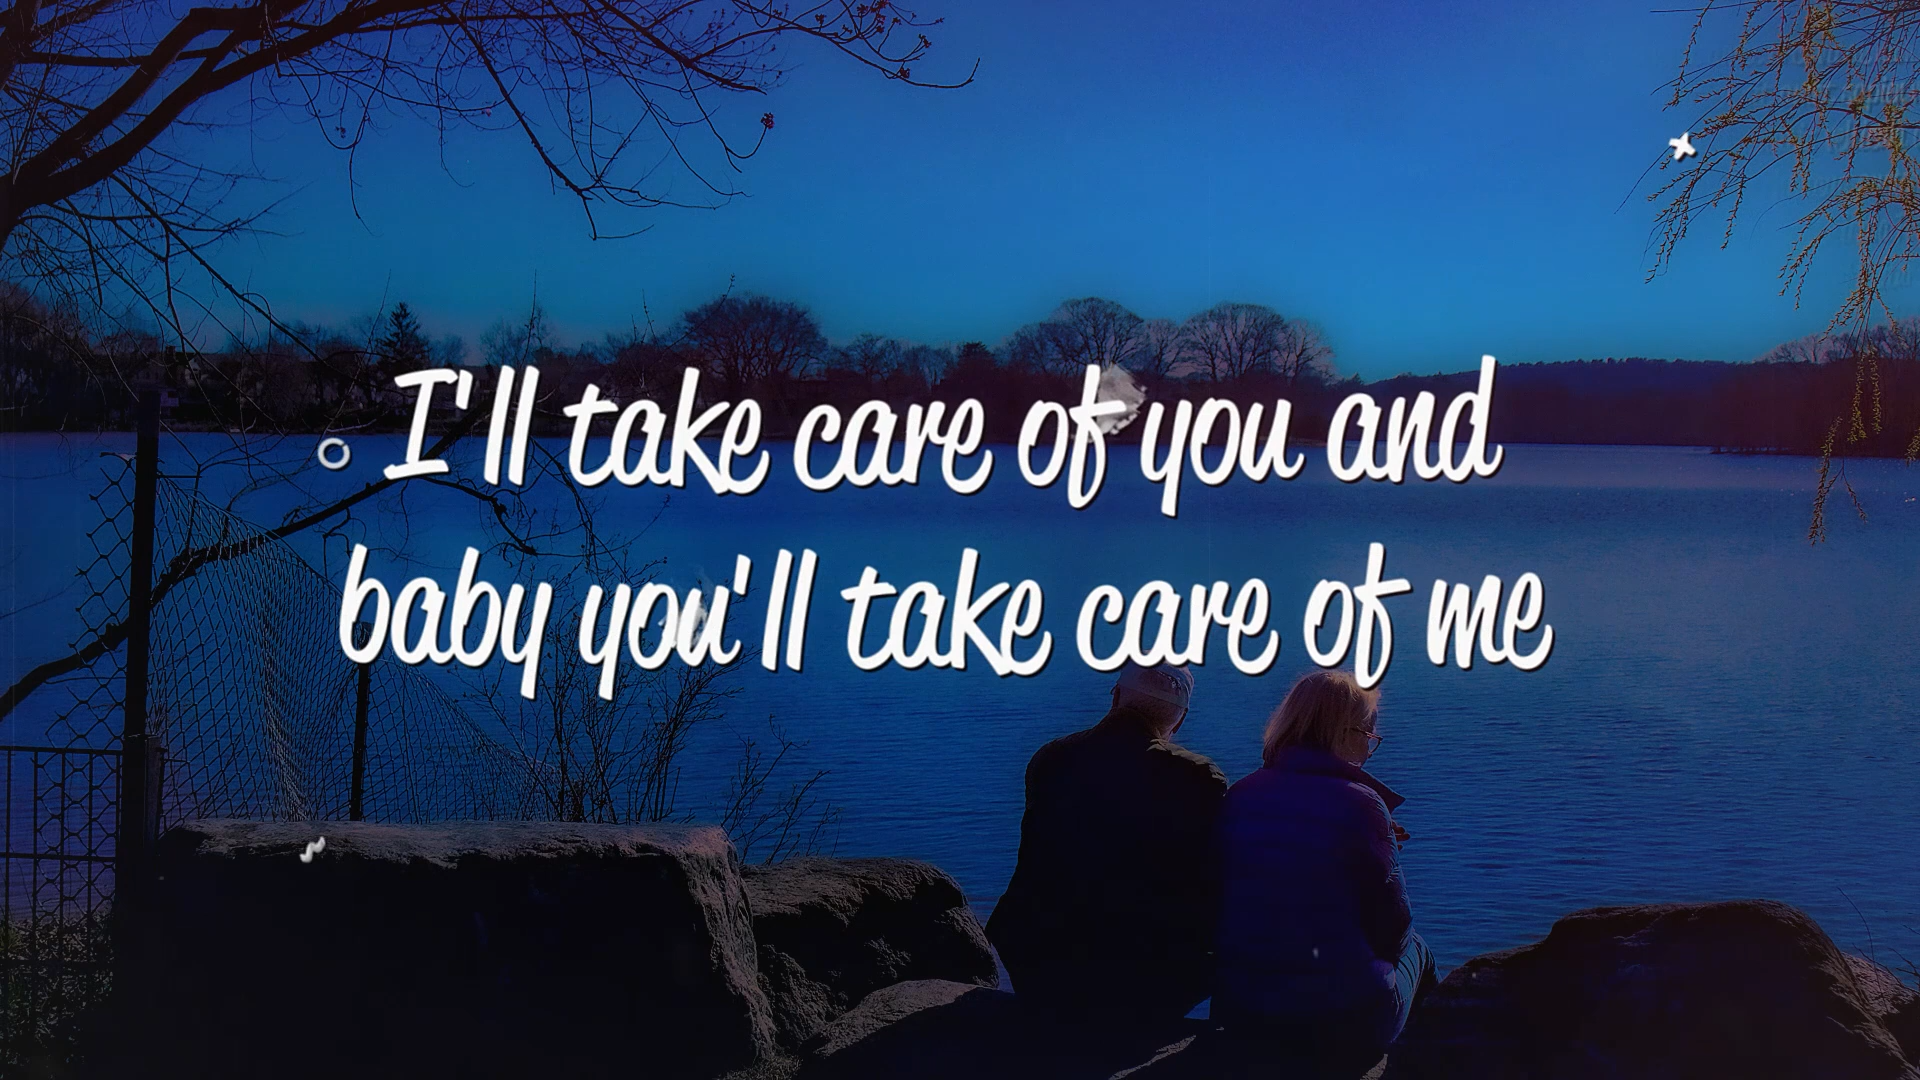 I'll take care of you and
baby you'll take care of me